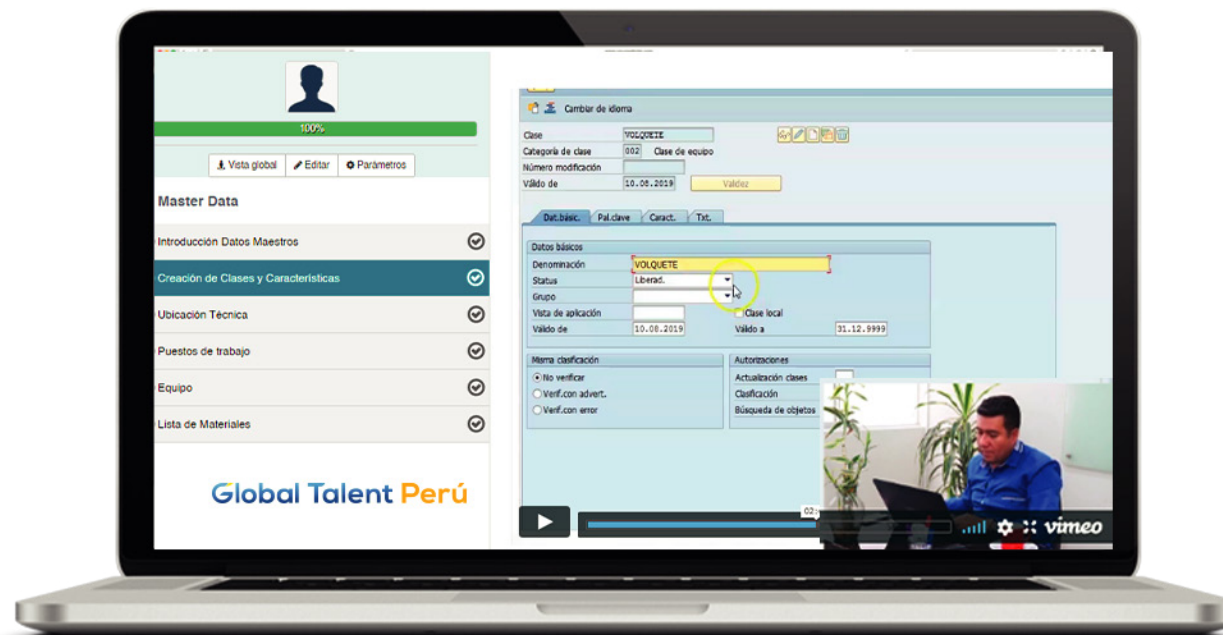 100%
Vista global
Editar
Parámetros
Master Data
Introducción Datos Maestros
Creación de Clases y Características
Ubicación Técnica
Puestos de trabajo
Equipo
Lista de Materiales
Global Talent Perú
Cambiar de idioma
Clase VOLQUETE
Categoría de clase 002 Clase de equipo
Número modificación
Válido de 10.08.2019 Validez
Dat.básic. Pal.clave Caract. Txt.
Datos básicos
Denominación VOLQUETE
Status Liberad.
Grupo
Vista de aplicación Clase local
Válido de 10.08.2019 Válido a 31.12.9999
Misma clasificación
No verificar
Verif.con advert.
Verif.con error
Autorizaciones
Actualización clases
Clasificación
Búsqueda de objetos
02:
vimeo